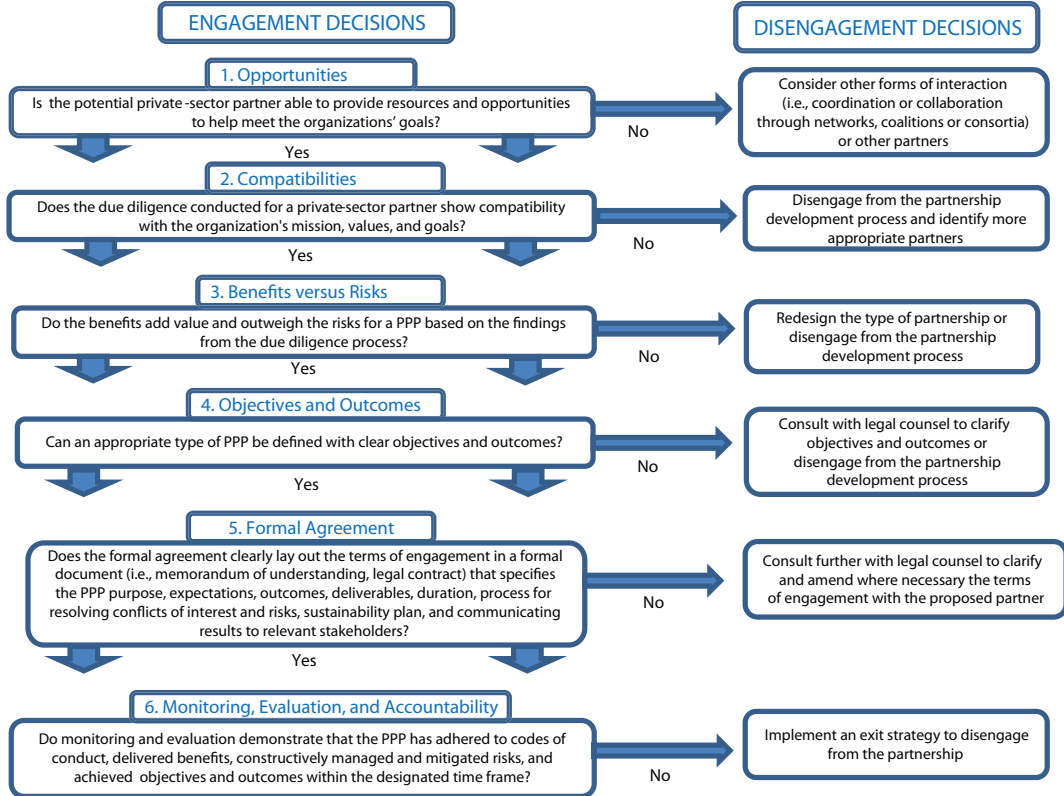 ENGAGEMENT DECISIONS
DISENGAGEMENT DECISIONS
1. Opportunities
Is the potential private-sector partner able to provide resources and opportunities
to help meet the organizations' goals?
No
Consider other forms of interaction
(i.e., coordination or collaboration
through networks, coalitions or consortia)
or other partners
Yes
2. Compatibilities
Does the due diligence conducted for a private-sector partner show compatibility
with the organization's mission, values, and goals?
No
Disengage from the partnership
development process and identify more
appropriate partners
Yes
3. Benefits versus Risks
Do the benefits add value and outweigh the risks for a PPP based on the findings
from the due diligence process?
No
Redesign the type of partnership or
disengage from the partnership
development process
Yes
4. Objectives and Outcomes
Can an appropriate type of PPP be defined with clear objectives and outcomes?
No
Consult with legal counsel to clarify
objectives and outcomes or
disengage from the partnership
development process
Yes
5. Formal Agreement
Does the formal agreement clearly lay out the terms of engagement in a formal
document (i.e., memorandum of understanding, legal contract) that specifies
the PPP purpose, expectations, outcomes, deliverables, duration, process for
resolving conflicts of interest and risks, sustainability plan, and communicating
results to relevant stakeholders?
No
Consult further with legal counsel to clarify
and amend where necessary the terms
of engagement with the proposed partner
Yes
6. Monitoring, Evaluation, and Accountability
Do monitoring and evaluation demonstrate that the PPP has adhered to codes of
conduct, delivered benefits, constructively managed and mitigated risks, and
achieved objectives and outcomes within the designated time frame?
No
Implement an exit strategy to disengage
from the partnership